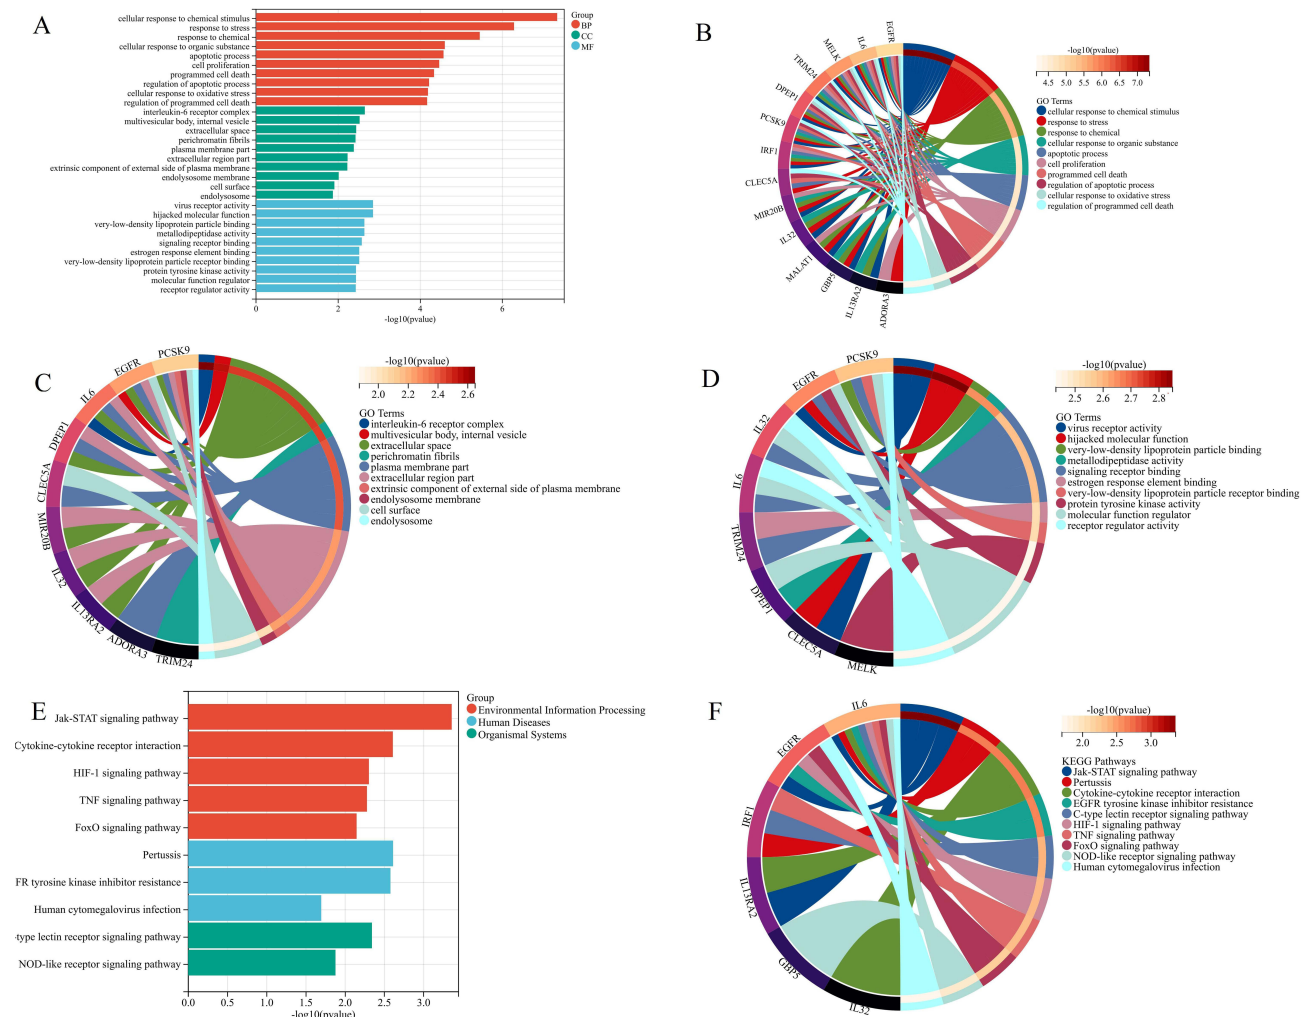 A
cellular response to chemical stimulus
response to stress
response to chemical
cellular response to organic substance
apoptotic process
cell proliferation
programmed cell death
regulation of apoptotic process
cellular response to oxidative stress
regulation of programmed cell death
interleukin-6 receptor complex
multivesicular body, internal vesicle
extracellular space
perichromatin fibrils
plasma membrane part
extracellular region part
extrinsic component of external side of plasma membrane
endolysosome membrane
cell surface
endolysosome
virus receptor activity
hijacked molecular function
very-low-density lipoprotein particle binding
metallodipeptidase activity
signaling receptor binding
estrogen response element binding
very-low-density lipoprotein particle receptor binding
protein tyrosine kinase activity
molecular function regulator
receptor regulator activity
0 2 4 6
-log10(pvalue)
Group
BP
CC
MF
B
EGFR
IL6
MELK
TRIM24
DPEP1
PCSK9
IRF1
CLEC5A
MIR20B
IL32
MALAT1
GBP5
IL13RA2
ADORA3
-log10(pvalue)
4.5 5.0 5.5 6.0 6.5 7.0
GO Terms
cellular response to chemical stimulus
response to stress
response to chemical
cellular response to organic substance
apoptotic process
cell proliferation
programmed cell death
regulation of apoptotic process
cellular response to oxidative stress
regulation of programmed cell death
C
PCSK9
EGFR
IL6
DPEP1
CLEC5A
MIR20B
IL32
IL13RA2
ADORA3
TRIM24
-log10(pvalue)
2.0 2.2 2.4 2.6
GO Terms
interleukin-6 receptor complex
multivesicular body, internal vesicle
extracellular space
perichromatin fibrils
plasma membrane part
extracellular region part
extrinsic component of external side of plasma membrane
endolysosome membrane
cell surface
endolysosome
D
PCSK9
EGFR
IL32
IL6
TRIM24
DPEP1
CLEC5A
MELK
-log10(pvalue)
2.5 2.6 2.7 2.8
GO Terms
virus receptor activity
hijacked molecular function
very-low-density lipoprotein particle binding
metallodipeptidase activity
signaling receptor binding
estrogen response element binding
very-low-density lipoprotein particle receptor binding
protein tyrosine kinase activity
molecular function regulator
receptor regulator activity
E
Jak-STAT signaling pathway
Cytokine-cytokine receptor interaction
HIF-1 signaling pathway
TNF signaling pathway
FoxO signaling pathway
Pertussis
FR tyrosine kinase inhibitor resistance
Human cytomegalovirus infection
-type lectin receptor signaling pathway
NOD-like receptor signaling pathway
0.0 0.5 1.0 1.5 2.0 2.5 3.0
-log10(pvalue)
Group
Environmental Information Processing
Human Diseases
Organismal Systems
F
IL6
EGFR
IRF1
IL13RA2
GBP5
IL32
-log10(pvalue)
2.0 2.5 3.0
KEGG Pathways
Jak-STAT signaling pathway
Pertussis
Cytokine-cytokine receptor interaction
EGFR tyrosine kinase inhibitor resistance
C-type lectin receptor signaling pathway
HIF-1 signaling pathway
TNF signaling pathway
FoxO signaling pathway
NOD-like receptor signaling pathway
Human cytomegalovirus infection